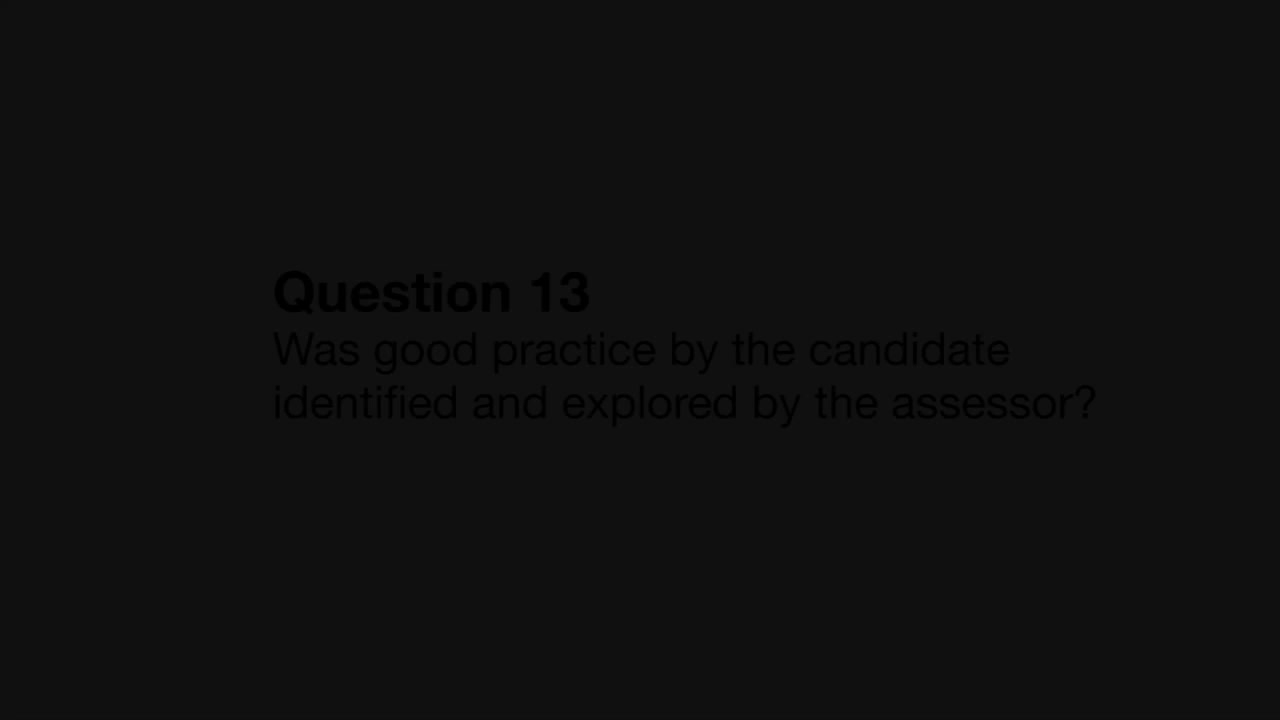 Question 13
Was good practice by the candidate
identified and explored by the assessor?